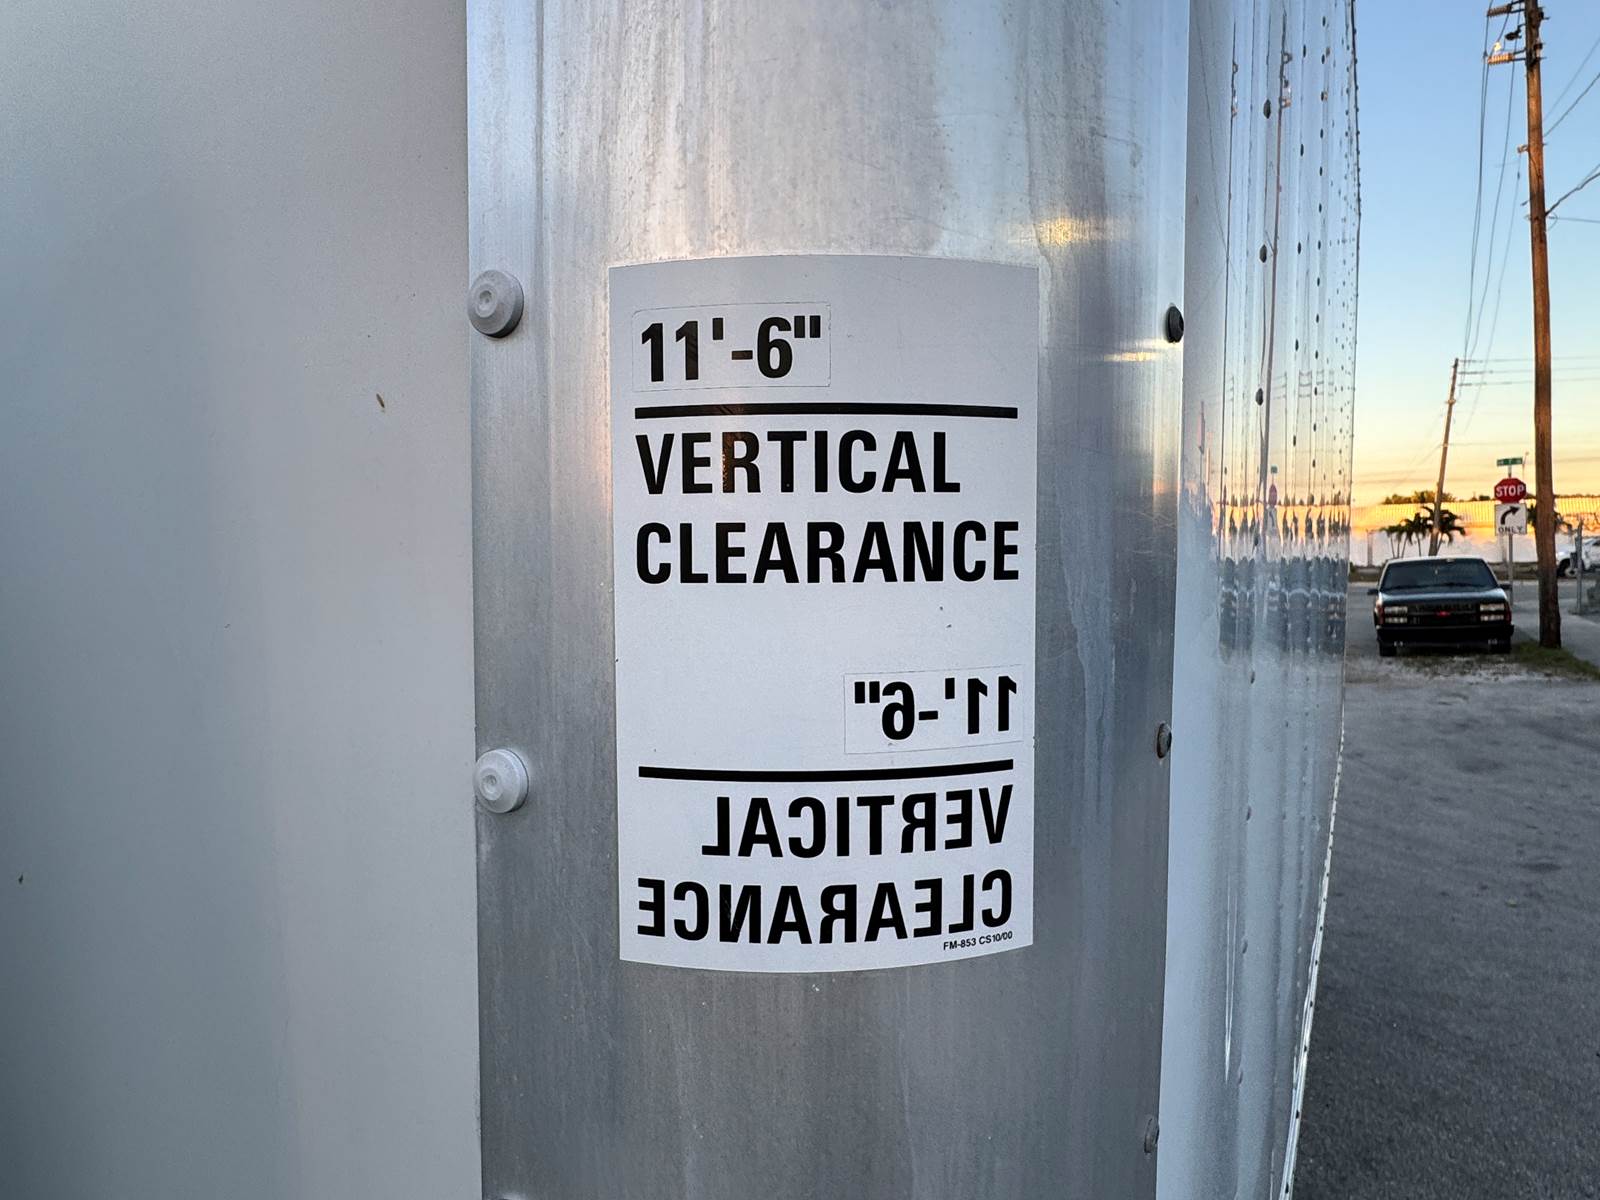 11'-6"
VERTICAL
CLEARANCE
11'-6"
VERTICAL
CLEARANCE
FM-853 CS10/00
STOP
ONLY